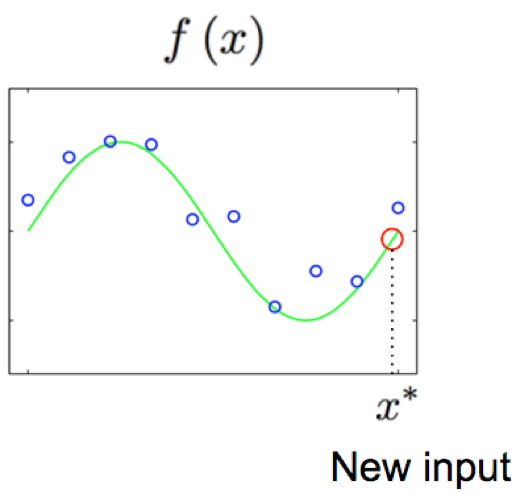 f (x)
x*
New input